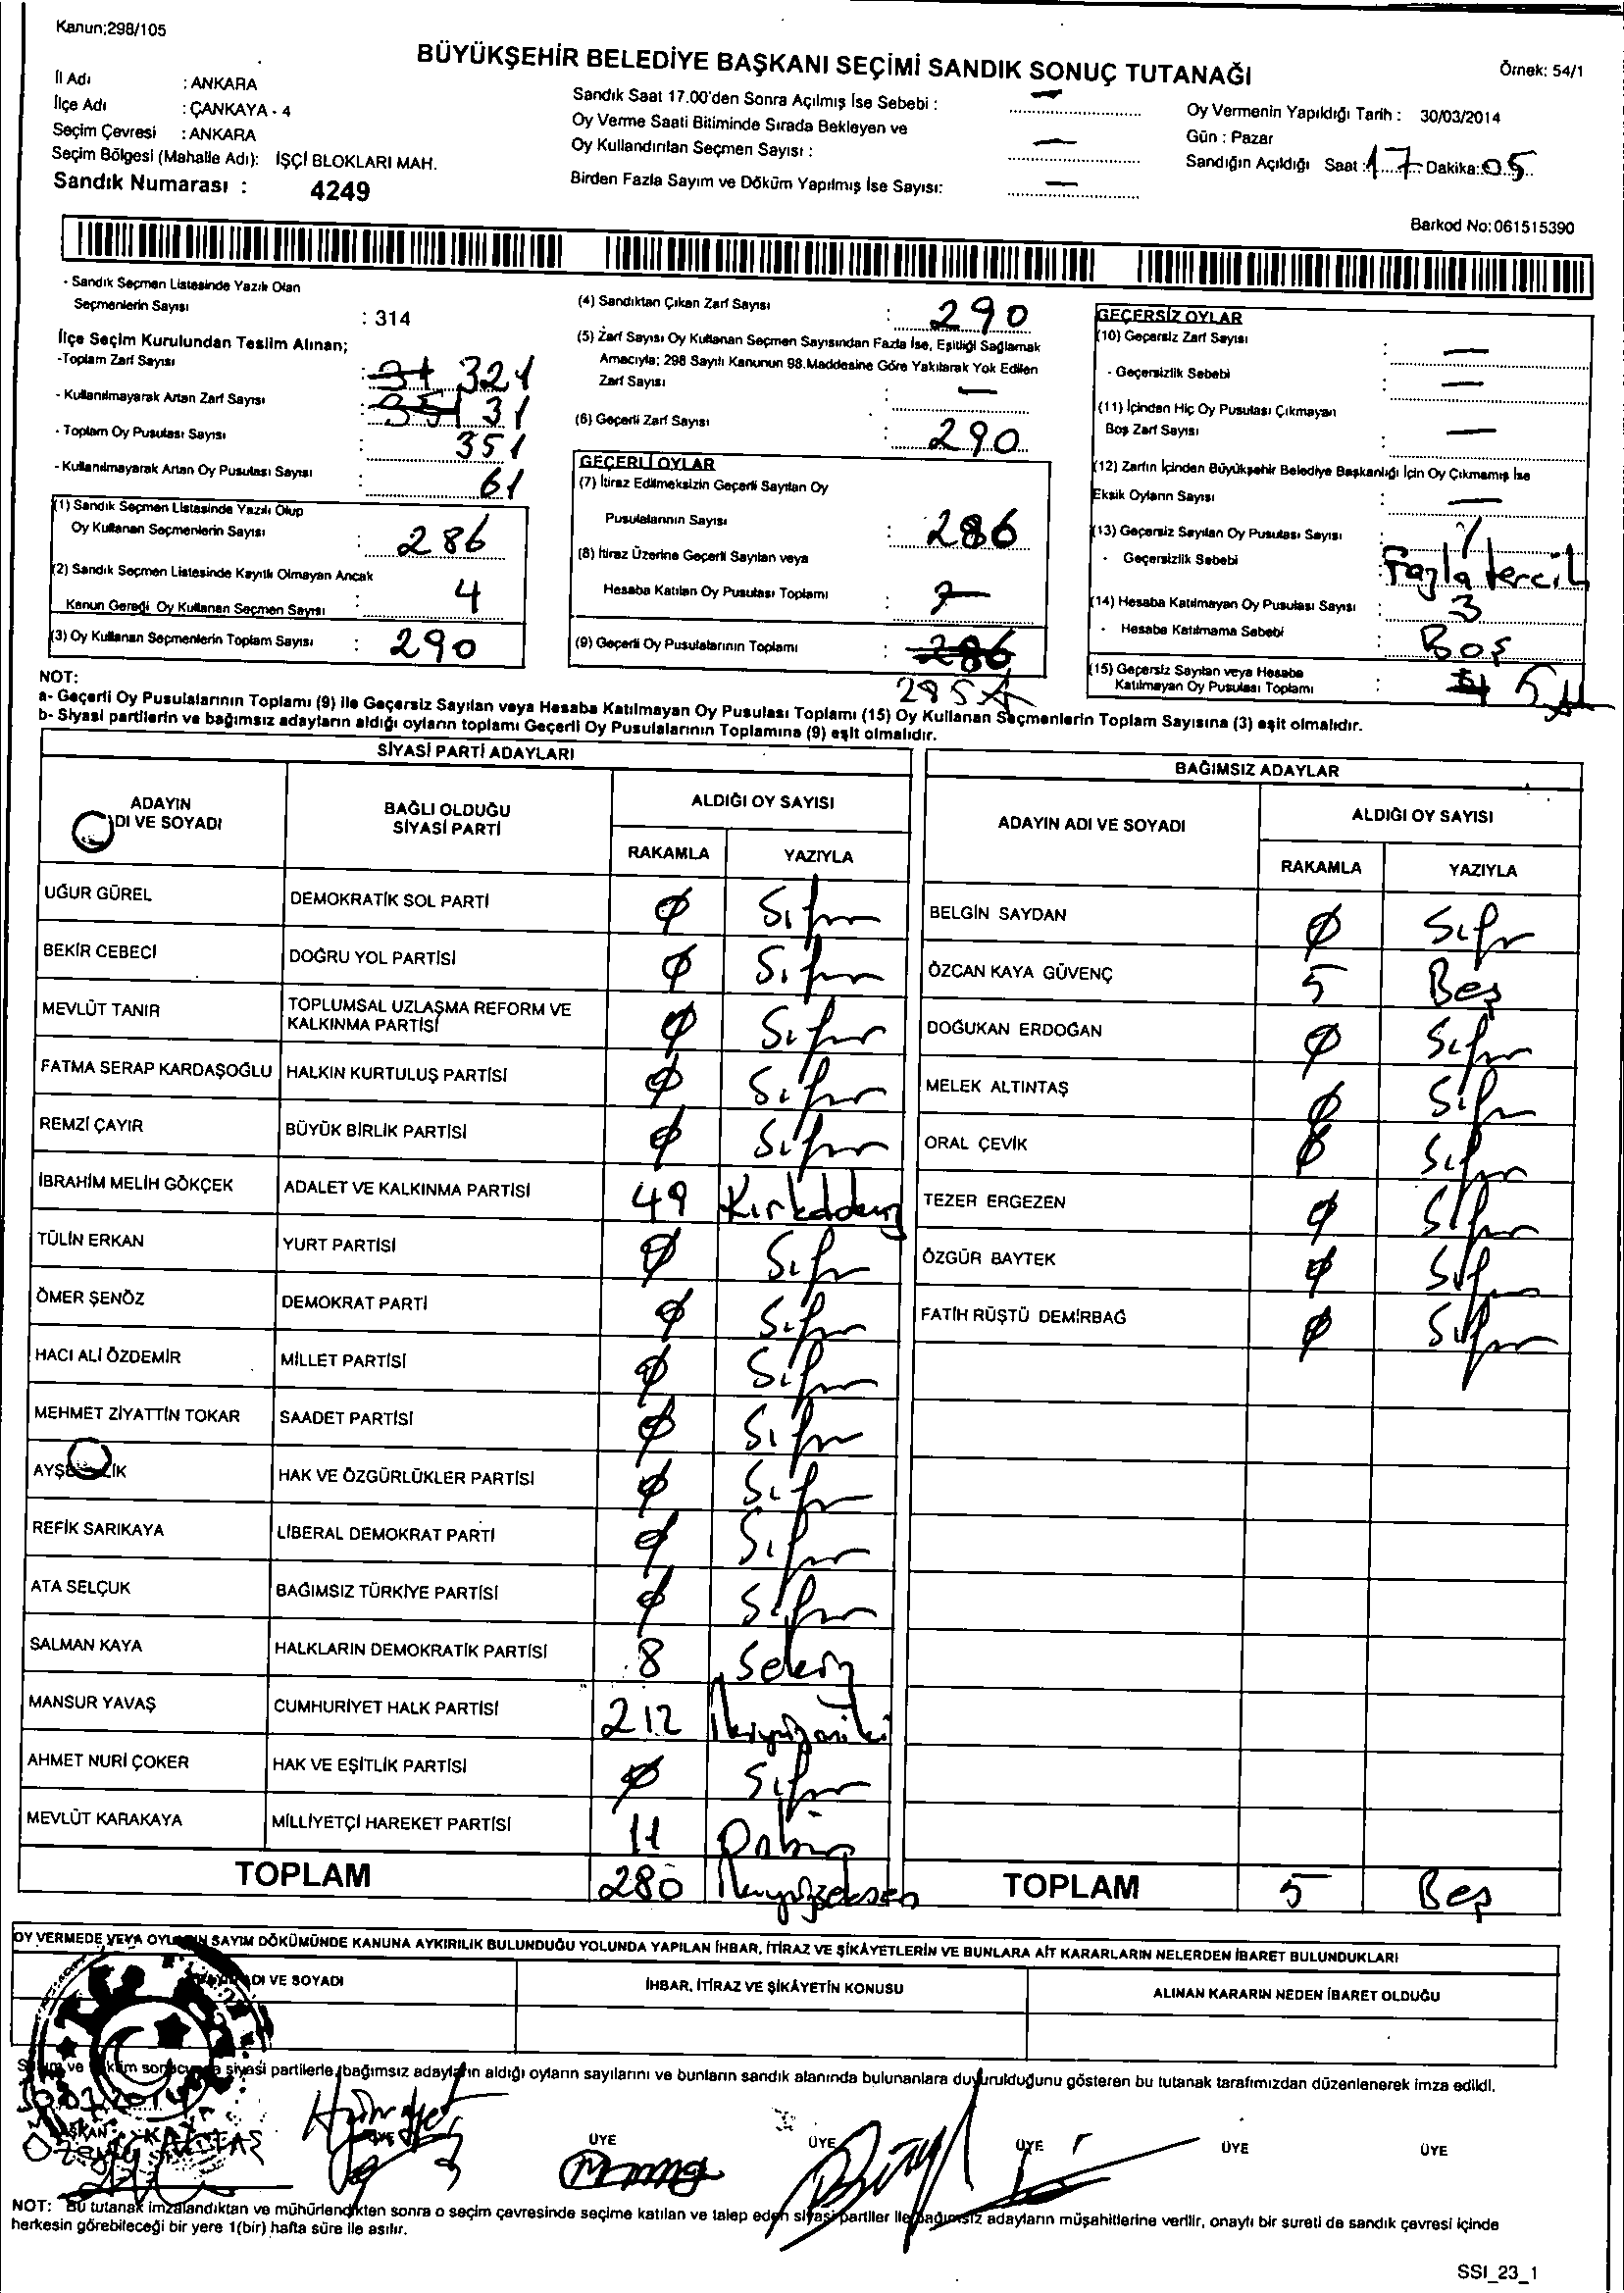 Kanun;298/105
BÜYÜKŞEHİR BELEDİYE BAŞKANI SEÇİMİ SANDIK SONUÇ TUTANAĞI
Örnek: 54/1
İl Adı : ANKARA
İlçe Adı : ÇANKAYA - 4
Seçim Çevresi : ANKARA
Seçim Bölgesi (Mahalle Adı): İŞÇİ BLOKLARI MAH.
Sandık Numarası : 4249
Sandık Saat 17.00'den Sonra Açılmış İse Sebebi : —
Oy Verme Saati Bitiminde Sırada Bekleyen ve
Oy Kullandırılan Seçmen Sayısı : —
Birden Fazla Sayım ve Döküm Yapılmış İse Sayısı: —
Oy Vermenin Yapıldığı Tarih : 30/03/2014
Gün : Pazar
Sandığın Açıldığı Saat : 17 Dakika: 05
Barkod No: 061515390
- Sandık Seçmen Listesinde Yazılı Olan
Seçmenlerin Sayısı : 314
İlçe Seçim Kurulundan Teslim Alınan;
-Toplam Zarf Sayısı : 321
- Kullanılmayarak Artan Zarf Sayısı : 31
- Toplam Oy Pusulası Sayısı : 351
- Kullanılmayarak Artan Oy Pusulası Sayısı : 61
(1) Sandık Seçmen Listesinde Yazılı Olup
Oy Kullanan Seçmenlerin Sayısı : 286
(2) Sandık Seçmen Listesinde Kayıtlı Olmayan Ancak
Kanun Gereği Oy Kullanan Seçmen Sayısı : 4
(3) Oy Kullanan Seçmenlerin Toplam Sayısı : 290
(4) Sandıktan Çıkan Zarf Sayısı : 290
(5) Zarf Sayısı Oy Kullanan Seçmen Sayısından Fazla İse, Eşitliği Sağlamak
Amacıyla; 298 Sayılı Kanunun 98.Maddesine Göre Yakılarak Yok Edilen
Zarf Sayısı : —
(6) Geçerli Zarf Sayısı : 290
GEÇERLİ OYLAR
(7) İtiraz Edilmeksizin Geçerli Sayılan Oy
Pusulalarının Sayısı : 286
(8) İtiraz Üzerine Geçerli Sayılan veya
Hesaba Katılan Oy Pusulası Toplamı :
(9) Geçerli Oy Pusulalarının Toplamı : 286
285
GEÇERSİZ OYLAR
(10) Geçersiz Zarf Sayısı : —
- Geçersizlik Sebebi : —
(11) İçinden Hiç Oy Pusulası Çıkmayan
Boş Zarf Sayısı : —
(12) Zarfın İçinden Büyükşehir Belediye Başkanlığı İçin Oy Çıkmamış İse
Eksik Oyların Sayısı : —
(13) Geçersiz Sayılan Oy Pusulası Sayısı :
- Geçersizlik Sebebi : Fazla tercih
(14) Hesaba Katılmayan Oy Pusulası Sayısı : 3
- Hesaba Katılmama Sebebi : Boş
(15) Geçersiz Sayılan veya Hesaba
Katılmayan Oy Pusulası Toplamı : 5
NOT:
a- Geçerli Oy Pusulalarının Toplamı (9) ile Geçersiz Sayılan veya Hesaba Katılmayan Oy Pusulası Toplamı (15) Oy Kullanan Seçmenlerin Toplam Sayısına (3) eşit olmalıdır.
b- Siyasi partilerin ve bağımsız adayların aldığı oyların toplamı Geçerli Oy Pusulalarının Toplamına (9) eşit olmalıdır.
SİYASİ PARTİ ADAYLARI
ADAYIN
DI VE SOYADI
BAĞLI OLDUĞU
SİYASİ PARTİ
ALDIĞI OY SAYISI
RAKAMLA YAZIYLA
UĞUR GÜREL DEMOKRATİK SOL PARTİ Ø Sıfır
BEKİR CEBECİ DOĞRU YOL PARTİSİ Ø Sıfır
MEVLÜT TANIR TOPLUMSAL UZLAŞMA REFORM VE
KALKINMA PARTİSİ Ø Sıfır
FATMA SERAP KARDAŞOĞLU HALKIN KURTULUŞ PARTİSİ Ø Sıfır
REMZİ ÇAYIR BÜYÜK BİRLİK PARTİSİ Ø Sıfır
İBRAHİM MELİH GÖKÇEK ADALET VE KALKINMA PARTİSİ 49 Kırkdokuz
TÜLİN ERKAN YURT PARTİSİ Ø Sıfır
ÖMER ŞENÖZ DEMOKRAT PARTİ Ø Sıfır
HACI ALİ ÖZDEMİR MİLLET PARTİSİ Ø Sıfır
MEHMET ZİYATTİN TOKAR SAADET PARTİSİ Ø Sıfır
AYŞE LİK HAK VE ÖZGÜRLÜKLER PARTİSİ Ø Sıfır
REFİK SARIKAYA LİBERAL DEMOKRAT PARTİ Ø Sıfır
ATA SELÇUK BAĞIMSIZ TÜRKİYE PARTİSİ Ø Sıfır
SALMAN KAYA HALKLARIN DEMOKRATİK PARTİSİ 8 Sekiz
MANSUR YAVAŞ CUMHURİYET HALK PARTİSİ 212 İkiyüzoniki
AHMET NURİ ÇOKER HAK VE EŞİTLİK PARTİSİ Ø Sıfır
MEVLÜT KARAKAYA MİLLİYETÇİ HAREKET PARTİSİ 11 Onbir
TOPLAM 280 İkiyüzseksen
BAĞIMSIZ ADAYLAR
ADAYIN ADI VE SOYADI
ALDIĞI OY SAYISI
RAKAMLA YAZIYLA
BELGİN SAYDAN Ø Sıfır
ÖZCAN KAYA GÜVENÇ 5 Beş
DOĞUKAN ERDOĞAN Ø Sıfır
MELEK ALTINTAŞ Ø Sıfır
ORAL ÇEVİK Ø Sıfır
TEZER ERGEZEN Ø Sıfır
ÖZGÜR BAYTEK Ø Sıfır
FATİH RÜŞTÜ DEMİRBAĞ Ø Sıfır
TOPLAM 5 Beş
OY VERMEDE VEYA OYLARIN SAYIM DÖKÜMÜNDE KANUNA AYKIRILIK BULUNDUĞU YOLUNDA YAPILAN İHBAR, İTİRAZ VE ŞİKÂYETLERİN VE BUNLARA AİT KARARLARIN NELERDEN İBARET BULUNDUKLARI
DI VE SOYADI
İHBAR, İTİRAZ VE ŞİKÂYETİN KONUSU
ALINAN KARARIN NEDEN İBARET OLDUĞU
Sayım ve döküm sonucunda siyasi partilerle, bağımsız adayların aldığı oyların sayılarını ve bunların sandık alanında bulunanlara duyurulduğunu gösteren bu tutanak tarafımızdan düzenlenerek imza edildi.
BAŞKAN ÜYE ÜYE ÜYE ÜYE ÜYE ÜYE
NOT: Bu tutanak imzalandıktan ve mühürlendikten sonra o seçim çevresinde seçime katılan ve talep eden siyasi partiler ile bağımsız adayların müşahitlerine verilir, onaylı bir sureti de sandık çevresi içinde
herkesin görebileceği bir yere 1(bir) hafta süre ile asılır.
SSI_23_1